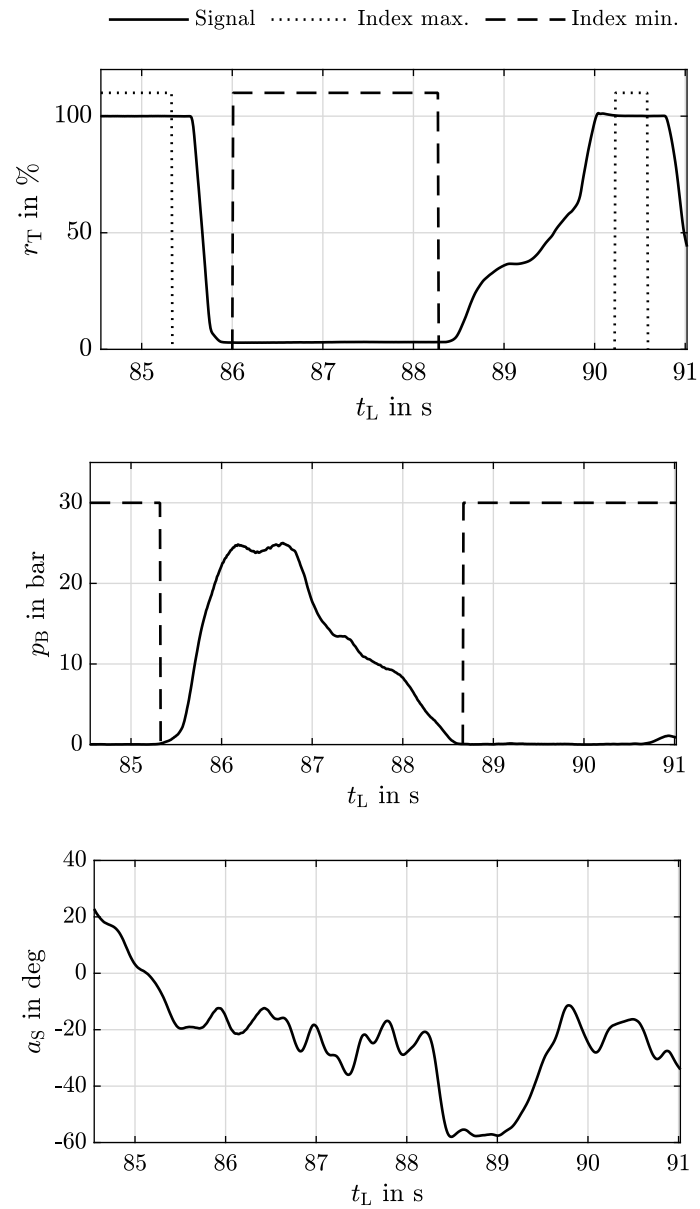 Signal Index max. Index min.
100
50
0
r_T in %
85 86 87 88 89 90 91
t_L in s
30
20
10
0
p_B in bar
85 86 87 88 89 90 91
t_L in s
40
20
0
-20
-40
-60
a_S in deg
85 86 87 88 89 90 91
t_L in s